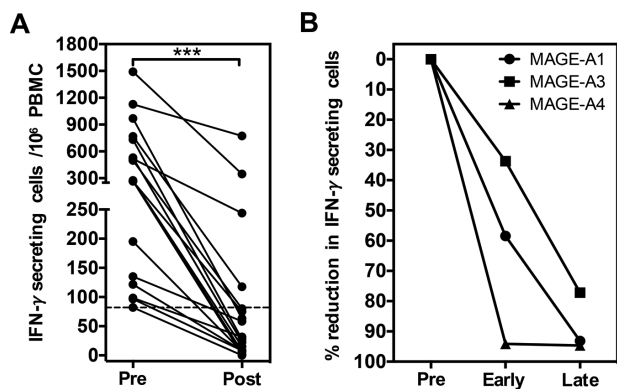 A
IFN-γ secreting cells /10⁶ PBMC
1800
1500
1200
900
600
300
250
200
150
100
50
0
***
Pre
Post
B
% reduction in IFN-γ secreting cells
0
10
20
30
40
50
60
70
80
90
100
MAGE-A1
MAGE-A3
MAGE-A4
Pre
Early
Late